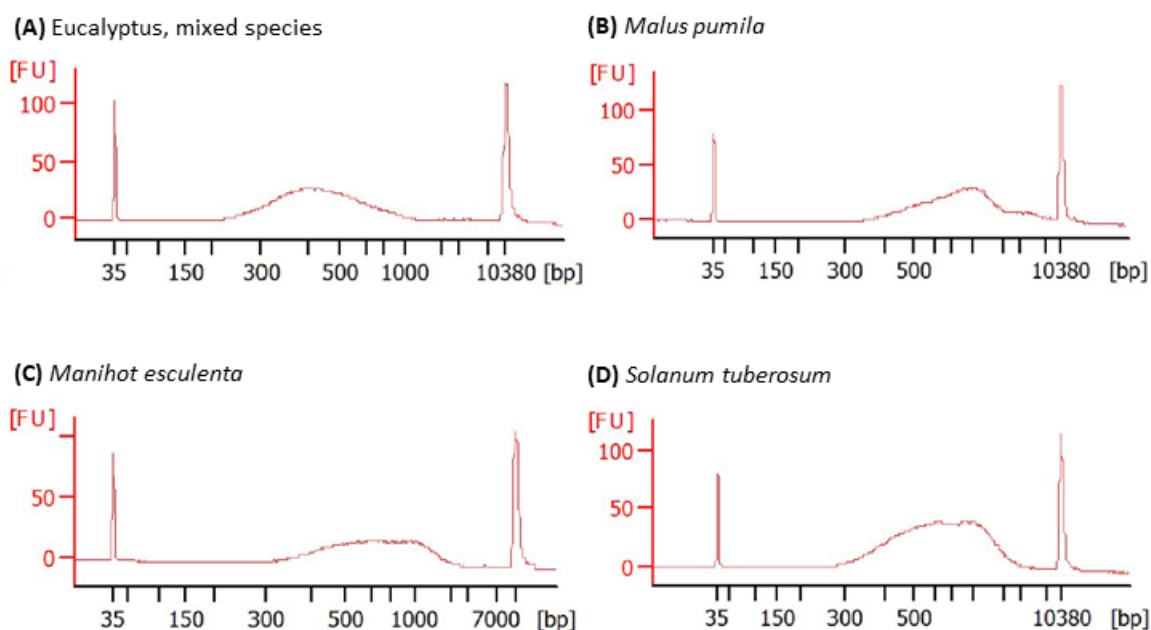 (A) Eucalyptus, mixed species
[FU]
100
50
0
35 150 300 500 1000 10380 [bp]
(B) Malus pumila
[FU]
100
50
0
35 150 300 500 10380 [bp]
(C) Manihot esculenta
[FU]
50
0
35 150 300 500 1000 7000 [bp]
(D) Solanum tuberosum
[FU]
100
50
0
35 150 300 500 10380 [bp]